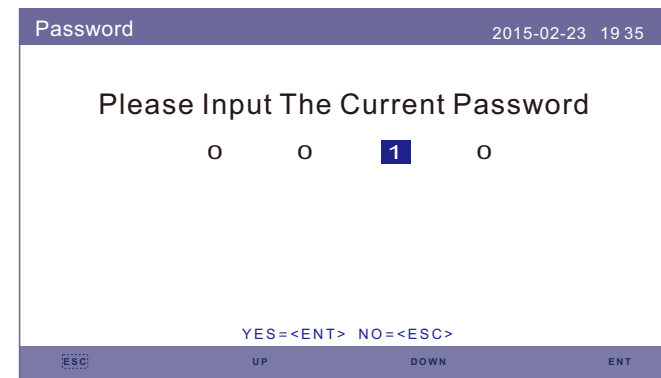 Password 2015-02-23 19 35
Please Input The Current Password
0 0 1 0
YES=<ENT> NO=<ESC>
ESC UP DOWN ENT